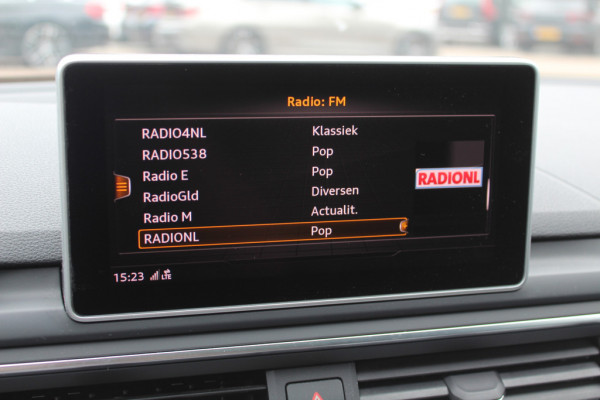 Radio: FM
RADIO4NL Klassiek
RADIO538 Pop
Radio E Pop
RadioGld Diversen
Radio M Actualit.
RADIONL Pop
RADIONL
15:23 LTE